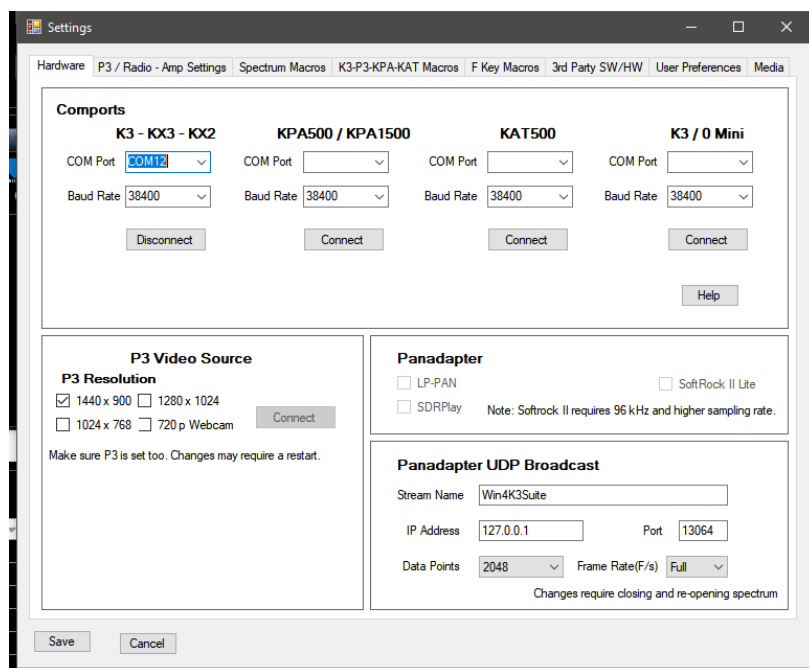 Settings
Hardware P3 / Radio - Amp Settings Spectrum Macros K3-P3-KPA-KAT Macros F Key Macros 3rd Party SW/HW User Preferences Media
Comports
K3 - KX3 - KX2 KPA500 / KPA1500 KAT500 K3 / 0 Mini
COM Port COM12 COM Port COM Port COM Port
Baud Rate 38400 Baud Rate 38400 Baud Rate 38400 Baud Rate 38400
Disconnect Connect Connect Connect
Help
P3 Video Source
P3 Resolution
1440 x 900 1280 x 1024
1024 x 768 720 p Webcam
Connect
Make sure P3 is set too. Changes may require a restart.
Panadapter
LP-PAN SoftRock II Lite
SDRPlay Note: Softrock II requires 96 kHz and higher sampling rate.
Panadapter UDP Broadcast
Stream Name Win4K3Suite
IP Address 127.0.0.1 Port 13064
Data Points 2048 Frame Rate(F/s) Full
Changes require closing and re-opening spectrum
Save Cancel